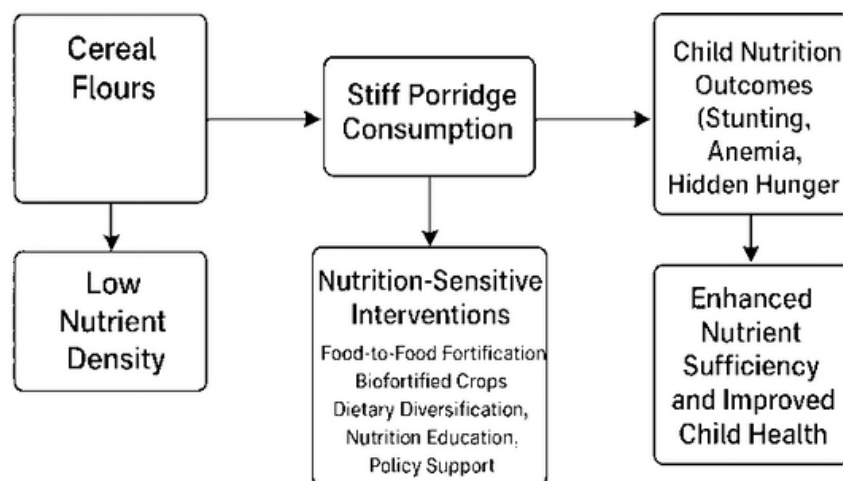 Cereal
Flours
Stiff Porridge
Consumption
Child Nutrition
Outcomes
(Stunting,
Anemia,
Hidden Hunger
Low
Nutrient
Density
Nutrition-Sensitive
Interventions
Food-to-Food Fortification
Biofortified Crops
Dietary Diversification,
Nutrition Education,
Policy Support
Enhanced
Nutrient
Sufficiency
and Improved
Child Health